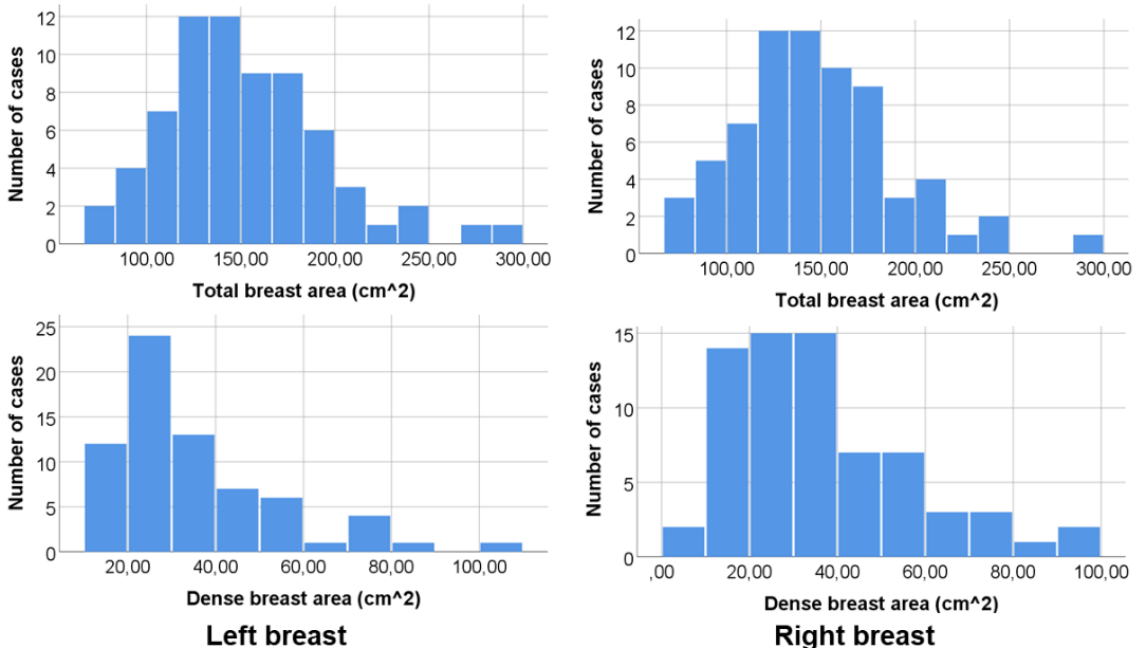 Number of cases
12
10
8
6
4
2
0
100,00 150,00 200,00 250,00 300,00
Total breast area (cm^2)
Number of cases
12
10
8
6
4
2
0
100,00 150,00 200,00 250,00 300,00
Total breast area (cm^2)
Number of cases
25
20
15
10
5
0
20,00 40,00 60,00 80,00 100,00
Dense breast area (cm^2)
Left breast
Number of cases
15
10
5
0
,00 20,00 40,00 60,00 80,00 100,00
Dense breast area (cm^2)
Right breast